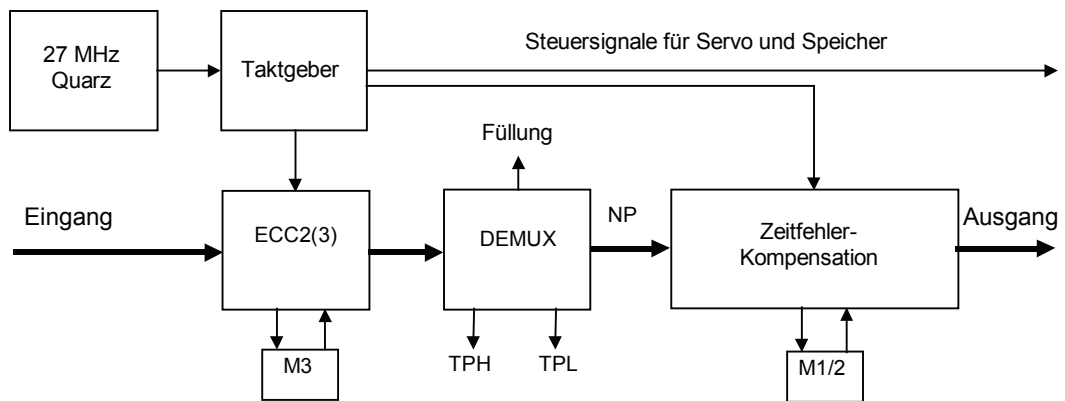 27 MHz
Quarz
Taktgeber
Steuersignale für Servo und Speicher
Füllung
Eingang
ECC2(3)
DEMUX
NP
Zeitfehler-
Kompensation
Ausgang
M3
TPH
TPL
M1/2